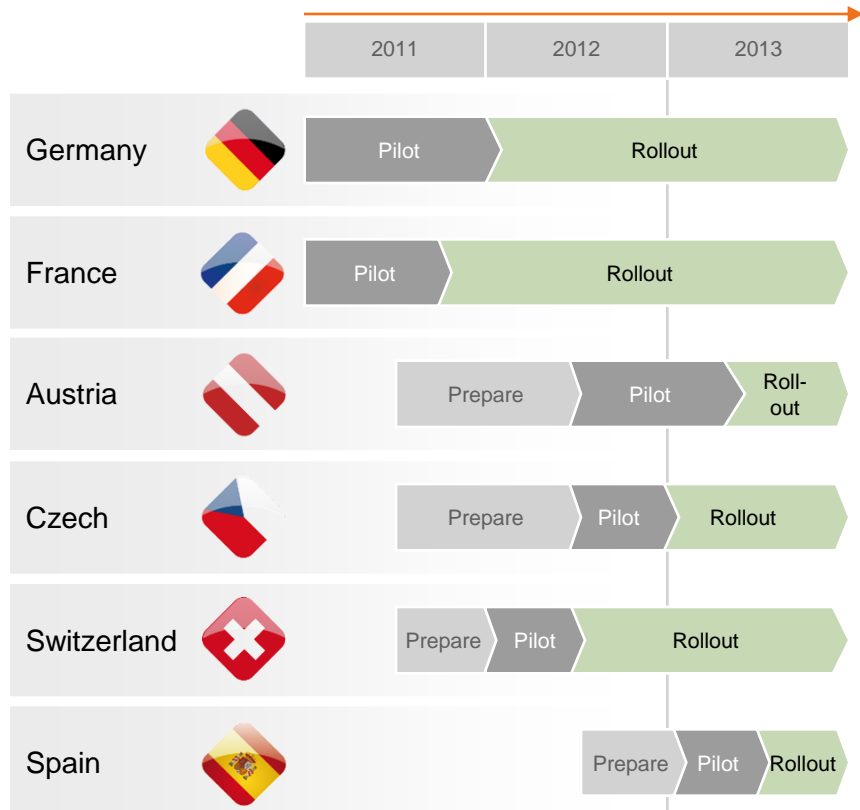 2011 2012 2013
Germany Pilot Rollout
France Pilot Rollout
Austria Prepare Pilot Roll-
out
Czech Prepare Pilot Rollout
Switzerland Prepare Pilot Rollout
Spain Prepare Pilot Rollout